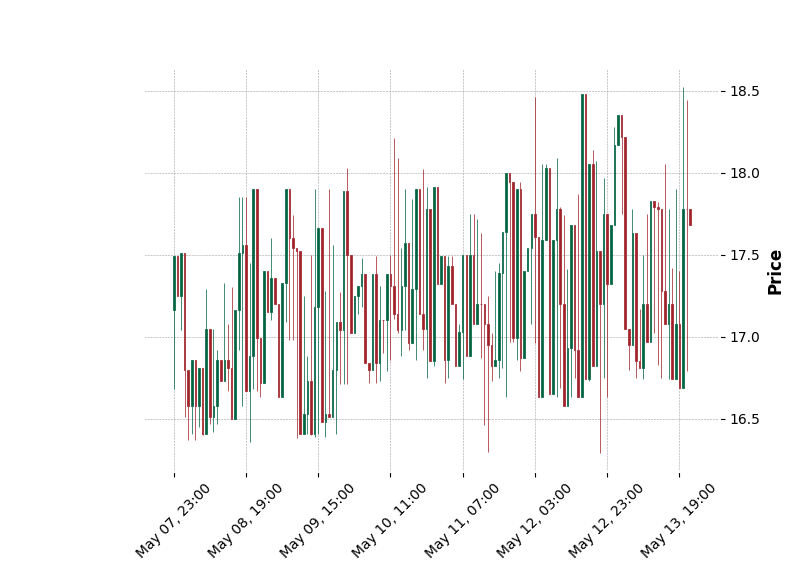 18.5
18.0
17.5
17.0
16.5
Price
May 07, 23:00
May 08, 19:00
May 09, 15:00
May 10, 11:00
May 11, 07:00
May 12, 03:00
May 12, 23:00
May 13, 19:00